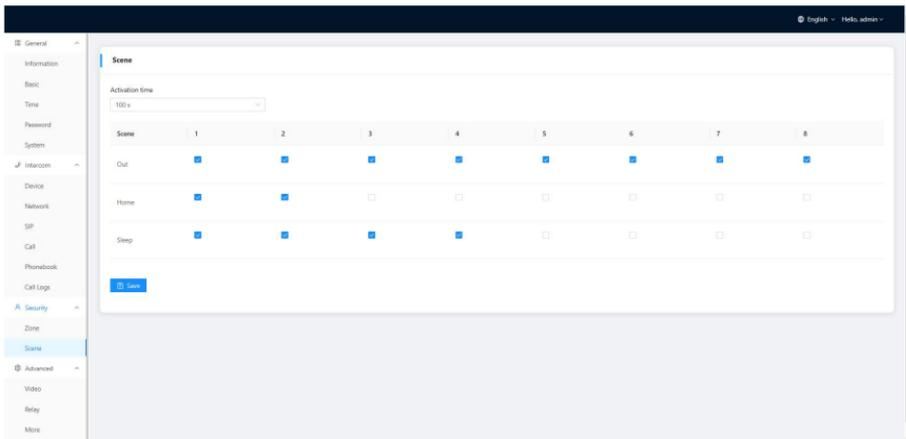 English Hello, admin
General
Information
Basic
Time
Password
System
Intercom
Device
Network
SIP
Call
Phonebook
Call Logs
Security
Zone
Scene
Advanced
Video
Relay
More
Scene
Activation time
100 s
Scene 1 2 3 4 5 6 7 8
Out
Home
Sleep
Save